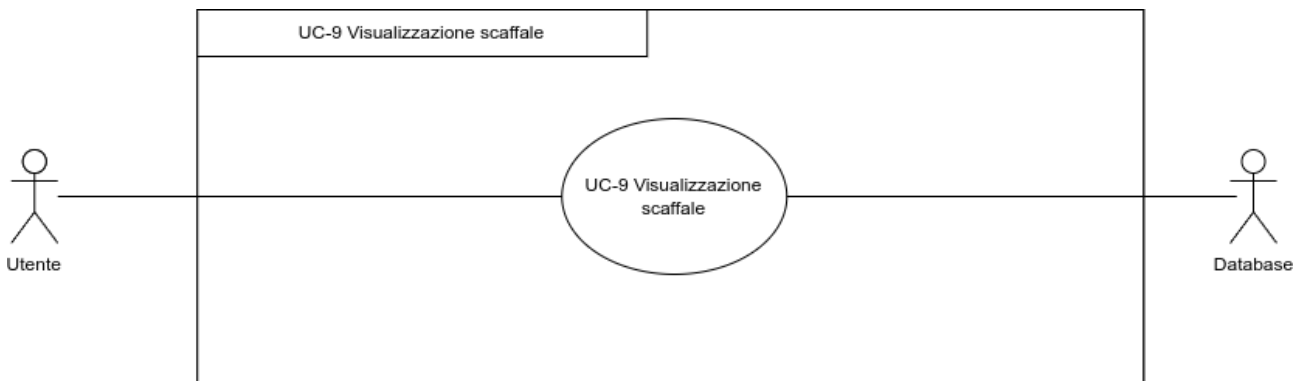 UC-9 Visualizzazione scaffale
UC-9 Visualizzazione
scaffale
Utente
Database